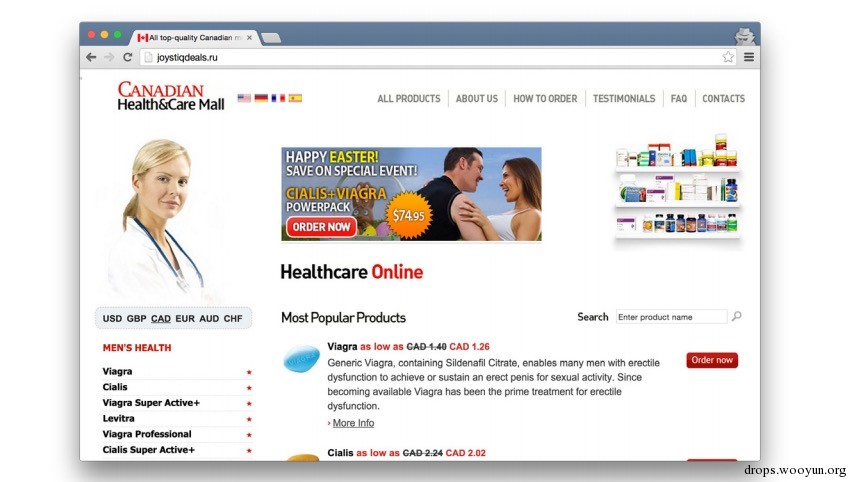 All top-quality Canadian m
joystiqdeals.ru
CANADIAN
Health&Care Mall
ALL PRODUCTS
ABOUT US
HOW TO ORDER
TESTIMONIALS
FAQ
CONTACTS
HAPPY EASTER!
SAVE ON SPECIAL EVENT!
CIALIS+VIAGRA
POWERPACK
$74.95
ORDER NOW
Healthcare Online
USD GBP CAD EUR AUD CHF
Most Popular Products
Search
Enter product name
MEN'S HEALTH
Viagra
Cialis
Viagra Super Active+
Levitra
Viagra Professional
Cialis Super Active+
Viagra as low as CAD 1.40 CAD 1.26
Generic Viagra, containing Sildenafil Citrate, enables many men with erectile
dysfunction to achieve or sustain an erect penis for sexual activity. Since
becoming available Viagra has been the prime treatment for erectile
dysfunction.
› More Info
Order now
Cialis as low as CAD 2.24 CAD 2.02
drops.wooyun.org